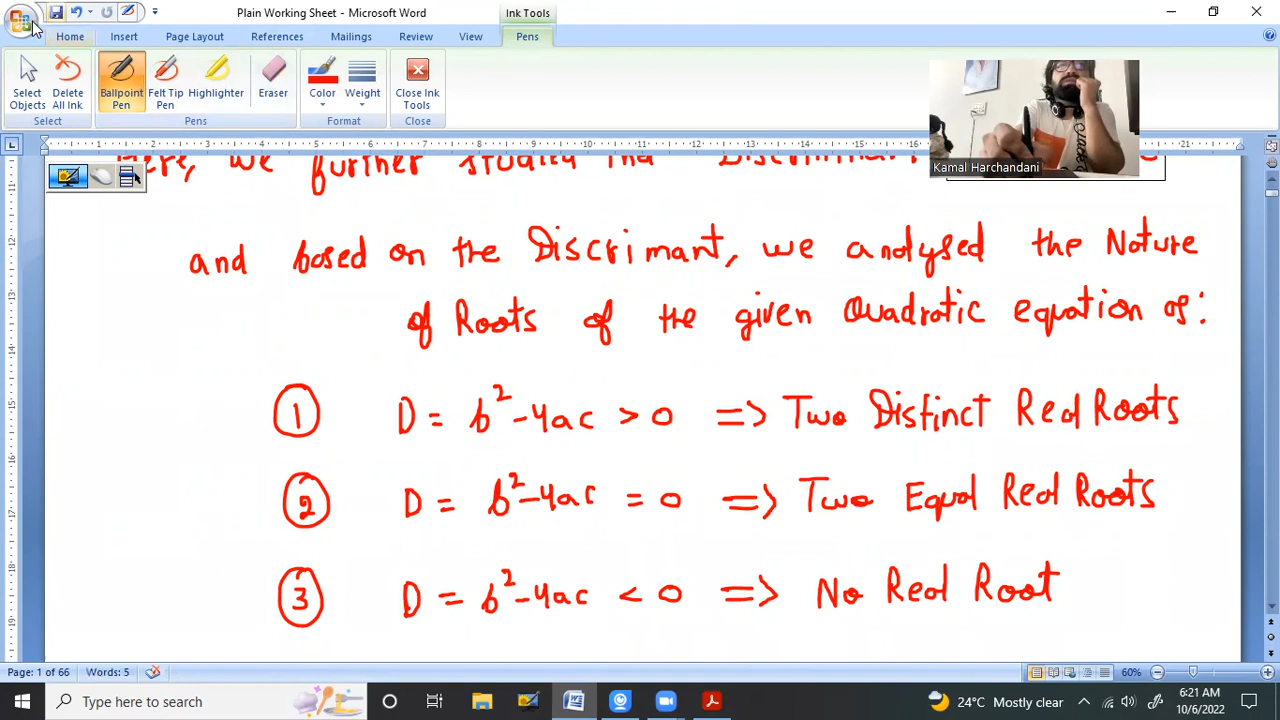 Plain Working Sheet - Microsoft Word
Ink Tools
Home Insert Page Layout References Mailings Review View Pens
Select Objects
Delete All Ink
Ballpoint Pen
Felt Tip Pen
Highlighter
Eraser
Color
Weight
Close Ink Tools
Select Pens Format Close
Kamal Harchandani
Here, we further studied the
and based on the Discrimant, we analysed the Nature
of Roots of the given Quadratic equation as:
① D = b²-4ac > 0 => Two Distinct Real Roots
② D = b²-4ac = 0 => Two Equal Real Roots
③ D = b²-4ac < 0 => No Real Root
Page: 1 of 66 Words: 5 60%
Type here to search
24°C Mostly clear
6:21 AM
10/6/2022